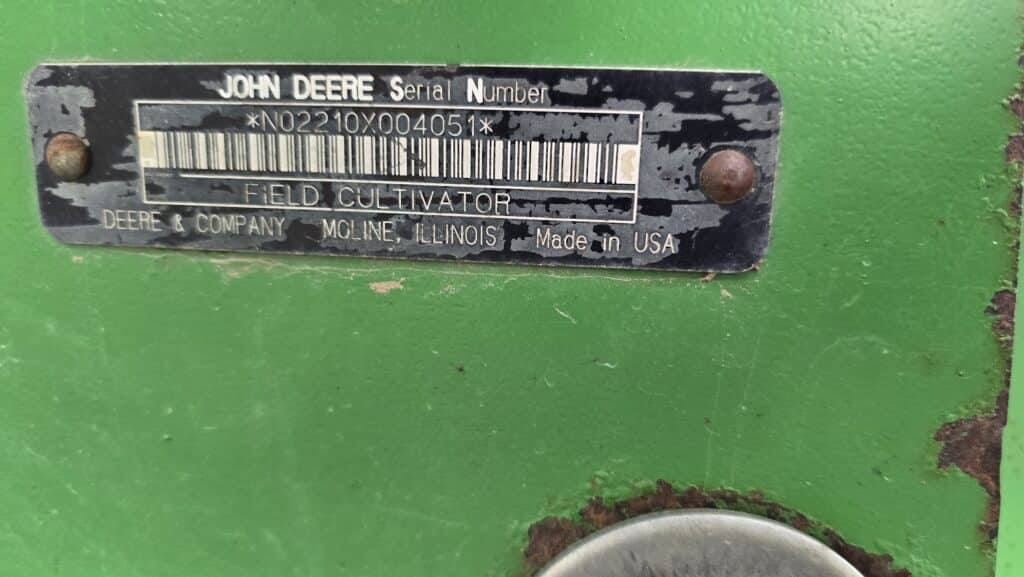 JOHN DEERE Serial Number
*N02210X004051*
FIELD CULTIVATOR
DEERE & COMPANY MOLINE, ILLINOIS Made in USA